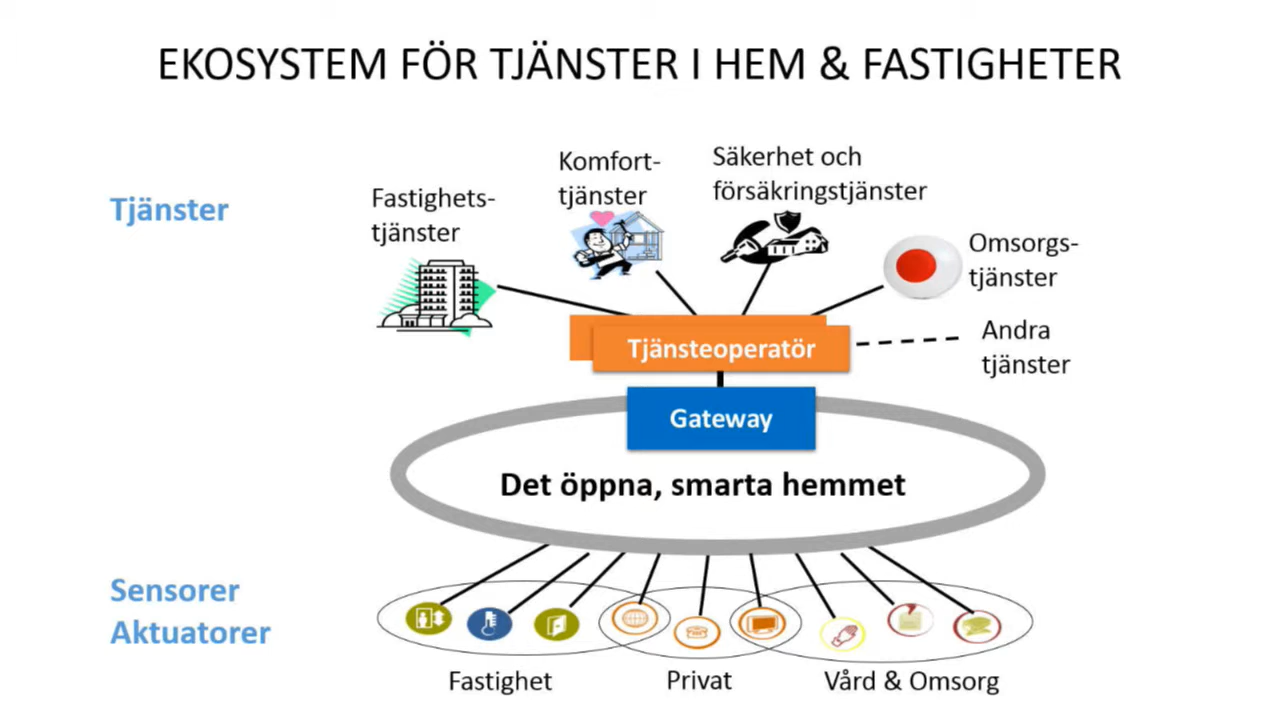 EKOSYSTEM FÖR TJÄNSTER I HEM & FASTIGHETER
Tjänster
Fastighets-
tjänster
Komfort-
tjänster
Säkerhet och
försäkringstjänster
Omsorgs-
tjänster
Andra
tjänster
Tjänsteoperatör
Gateway
Det öppna, smarta hemmet
Sensorer
Aktuatorer
Fastighet
Privat
Vård & Omsorg